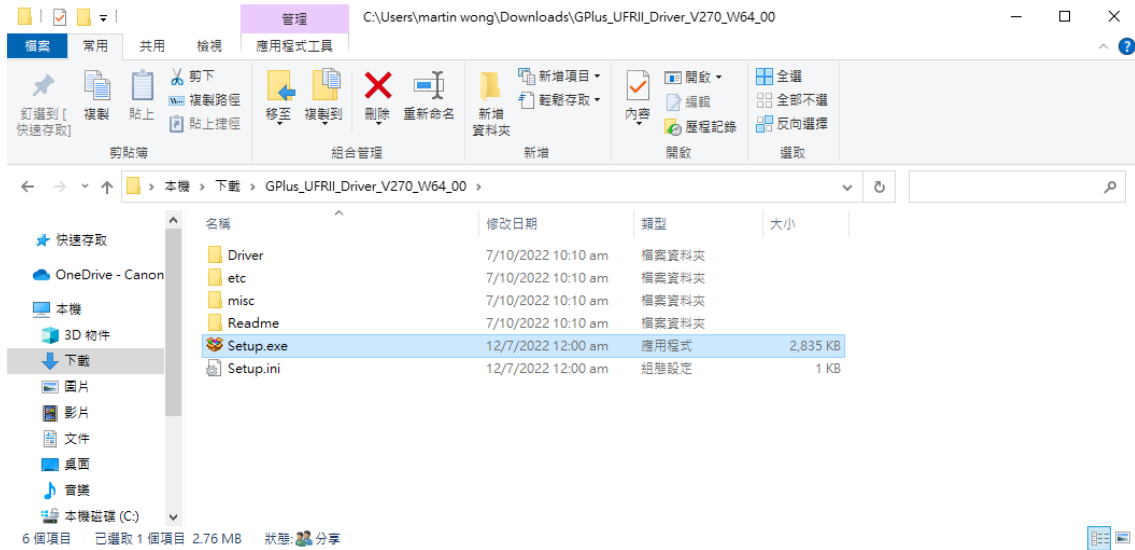 管理
C:\Users\martin wong\Downloads\GPlus_UFRII_Driver_V270_W64_00
檔案 常用 共用 檢視 應用程式工具
釘選到 [
快速存取]
複製
貼上
剪下
複製路徑
貼上捷徑
剪貼簿
移至
複製到
刪除
重新命名
組合管理
新增
資料夾
新增項目
輕鬆存取
新增
內容
開啟
編輯
歷程記錄
開啟
全選
全部不選
反向選擇
選取
本機 › 下載 › GPlus_UFRII_Driver_V270_W64_00 ›
快速存取
OneDrive - Canon
本機
3D 物件
下載
圖片
影片
文件
桌面
音樂
本機磁碟 (C:)
名稱 修改日期 類型 大小
Driver 7/10/2022 10:10 am 檔案資料夾
etc 7/10/2022 10:10 am 檔案資料夾
misc 7/10/2022 10:10 am 檔案資料夾
Readme 7/10/2022 10:10 am 檔案資料夾
Setup.exe 12/7/2022 12:00 am 應用程式 2,835 KB
Setup.ini 12/7/2022 12:00 am 組態設定 1 KB
6 個項目 已選取 1 個項目 2.76 MB 狀態: 分享